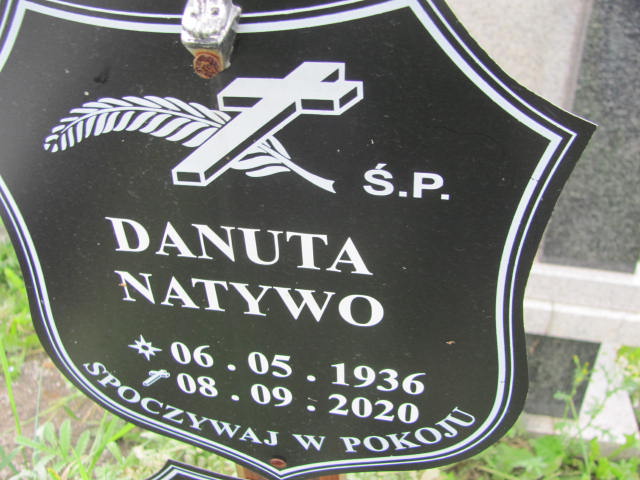 Ś.P.
DANUTA
NATYWO
06.05.1936
08.09.2020
SPOCZYWAJ W POKOJU